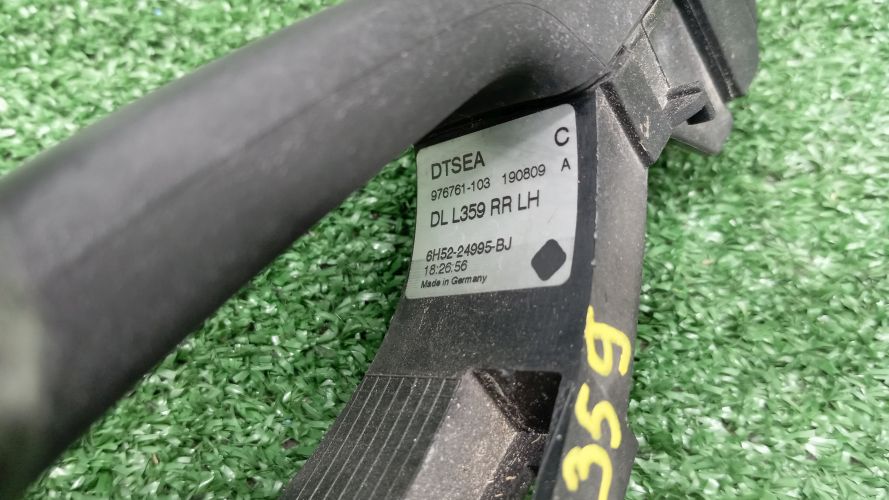 DTSEA C
976761-103 190809 A
DL L359 RR LH
6H52-24995-BJ
18:26:56
Made in Germany
359